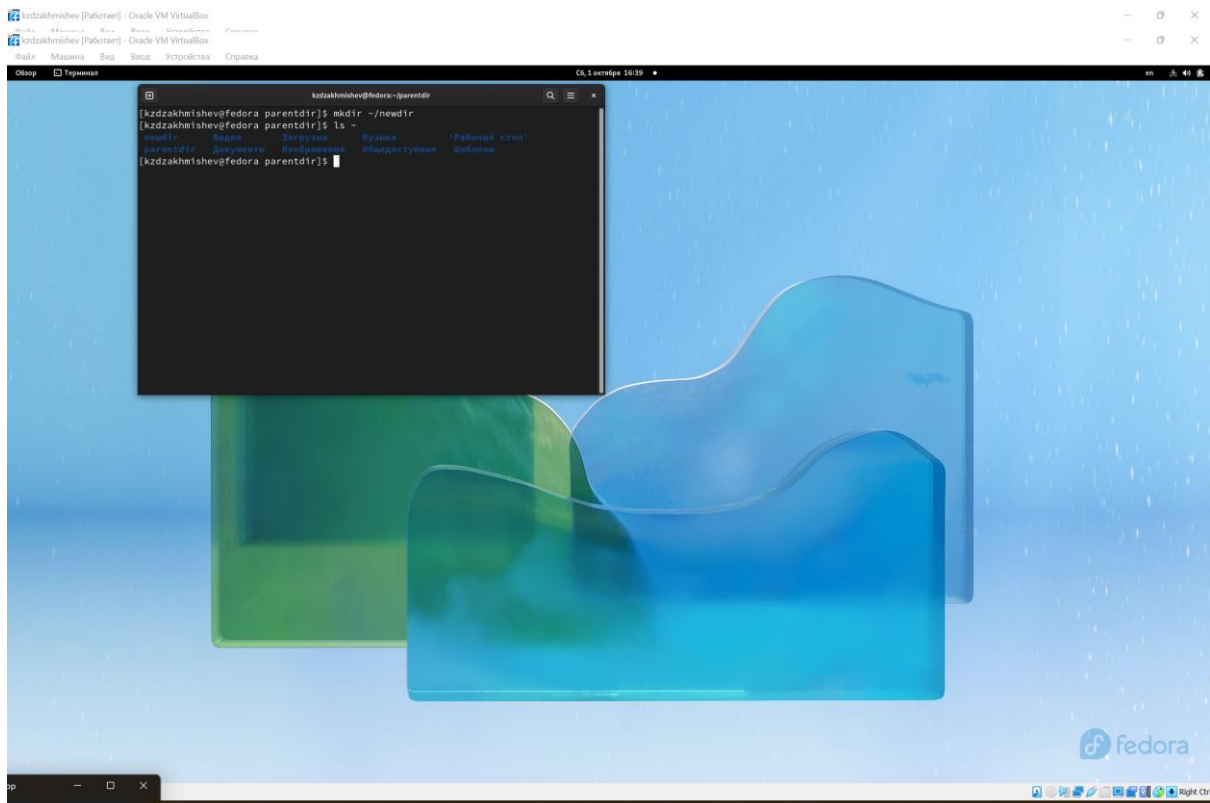 kzdzakhmishev [Работает] - Oracle VM VirtualBox
kzdzakhmishev [Работает] - Oracle VM VirtualBox
Файл Машина Вид Ввод Устройства Справка
Обзор Терминал Сб, 1 октября 16:39 en
kzdzakhmishev@fedora:~/parentdir
[kzdzakhmishev@fedora parentdir]$ mkdir ~/newdir
[kzdzakhmishev@fedora parentdir]$ ls ~
newdir Видео Загрузки Музыка 'Рабочий стол'
parentdir Документы Изображения Общедоступные Шаблоны
[kzdzakhmishev@fedora parentdir]$
fedora
Right Ctr